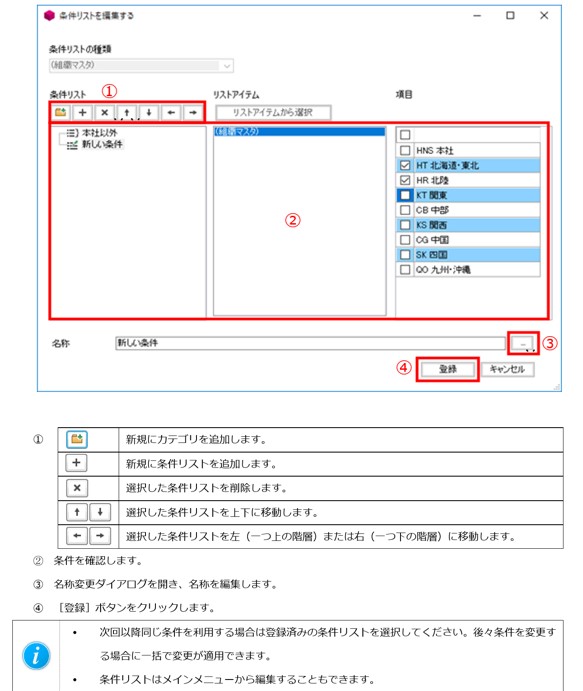 条件リストを編集する
条件リストの種類
(組織マスタ)
条件リスト ① リストアイテム 項目
リストアイテムから選択
本社以外
新しい条件
(組織マスタ)
HNS 本社
HT 北海道・東北
HR 北陸
KT 関東
CB 中部
KS 関西
CG 中国
SK 四国
QO 九州・沖縄
②
名称 新しい条件 ... ③
④ 登録 キャンセル
① 新規にカテゴリを追加します。
+ 新規に条件リストを追加します。
× 選択した条件リストを削除します。
↑ ↓ 選択した条件リストを上下に移動します。
← → 選択した条件リストを左（一つ上の階層）または右（一つ下の階層）に移動します。
② 条件を確認します。
③ 名称変更ダイアログを開き、名称を編集します。
④ ［登録］ボタンをクリックします。
• 次回以降同じ条件を利用する場合は登録済みの条件リストを選択してください。後々条件を変更す
る場合に一括で変更が適用できます。
• 条件リストはメインメニューから編集することもできます。